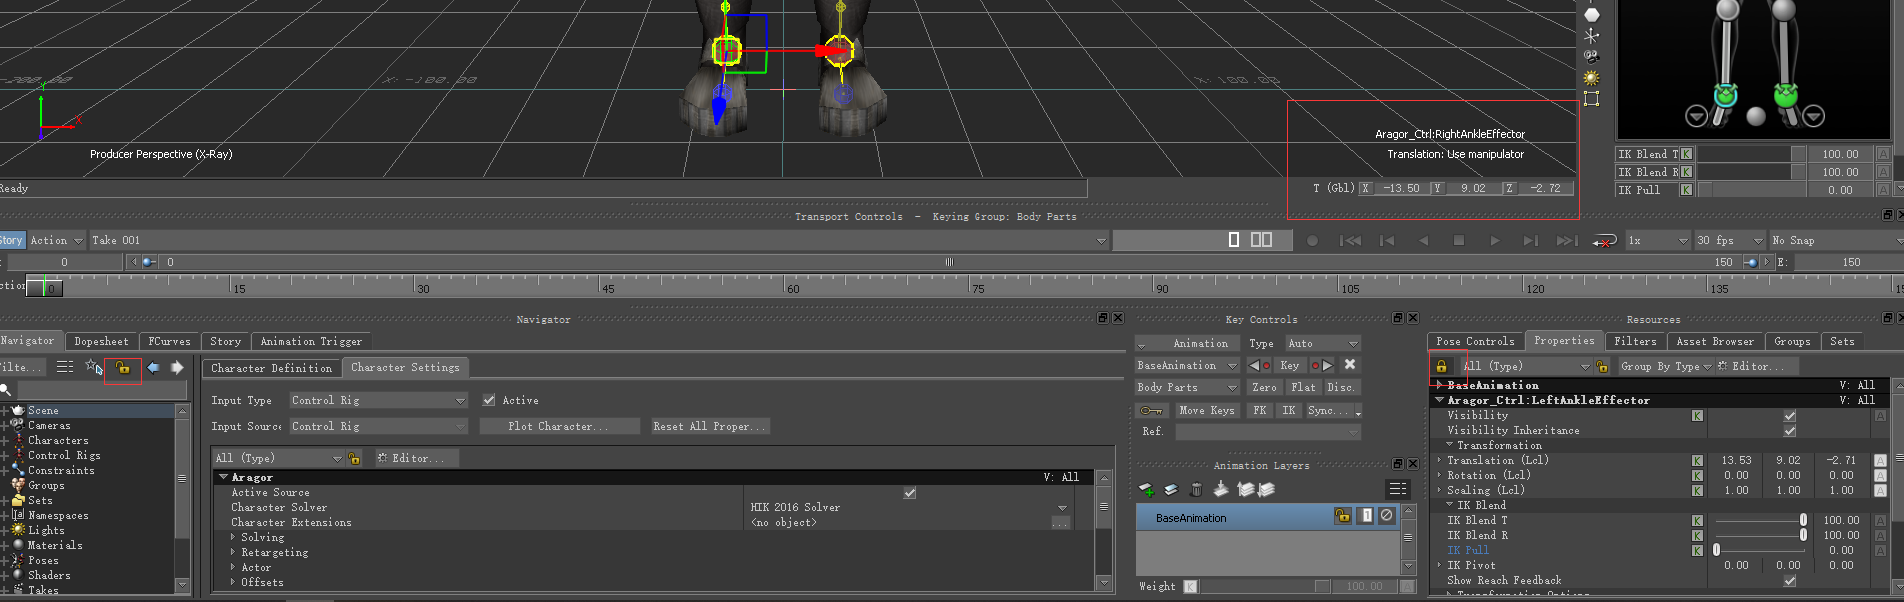 -200.00
X: -100.00
X: 100.00
Y
X
Producer Perspective (X-Ray)
Aragor_Ctrl:RightAnkleEffector
Translation: Use manipulator
Ready
T (Gbl) X -13.50 Y 9.02 Z -2.72
IK Blend T K 100.00 A
IK Blend R K 100.00 A
IK Pull K 0.00 A
Transport Controls - Keying Group: Body Parts
Story Action Take 001 1x 30 fps No Snap
0 0 150 E: 150
ction 0 15 30 45 60 75 90 105 120 135 15
Navigator
Navigator Dopesheet FCurves Story Animation Trigger
Filte...
Scene
Cameras
Characters
Control Rigs
Constraints
Groups
Sets
Namespaces
Lights
Materials
Poses
Shaders
Takes
Character Definition Character Settings
Input Type Control Rig Active
Input Source Control Rig Plot Character... Reset All Proper...
All (Type) Editor...
Aragor V: All
Active Source
Character Solver HIK 2016 Solver
Character Extensions <no object> ...
Solving
Retargeting
Actor
Offsets
Key Controls
Animation Type Auto
BaseAnimation Key
Body Parts Zero Flat Disc.
Move Keys FK IK Sync...
Ref.
Animation Layers
BaseAnimation 1
Weight K 100.00 A
Resources
Pose Controls Properties Filters Asset Browser Groups Sets
All (Type) Group By Type Editor...
BaseAnimation V: All
Aragor_Ctrl:LeftAnkleEffector V: All
Visibility K A
Visibility Inheritance
Transformation
Translation (Lcl) K 13.53 9.02 -2.71 A
Rotation (Lcl) K 0.00 0.00 0.00 A
Scaling (Lcl) K 1.00 1.00 1.00 A
IK Blend
IK Blend T K 100.00 A
IK Blend R K 100.00 A
IK Pull K 0.00 A
IK Pivot 0.00 0.00 0.00
Show Reach Feedback
Transformation Options